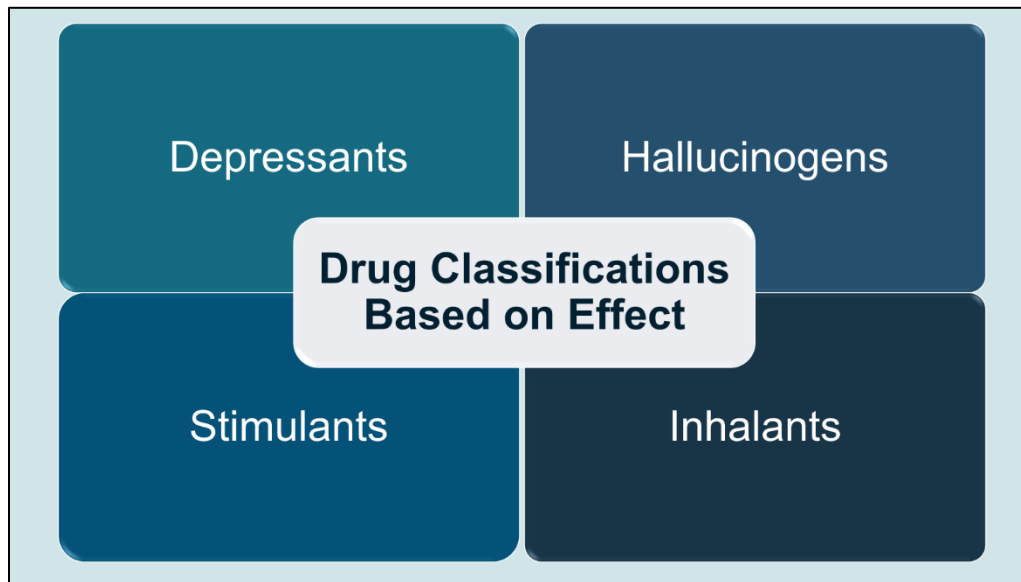 Depressants
Hallucinogens
Drug Classifications
Based on Effect
Stimulants
Inhalants